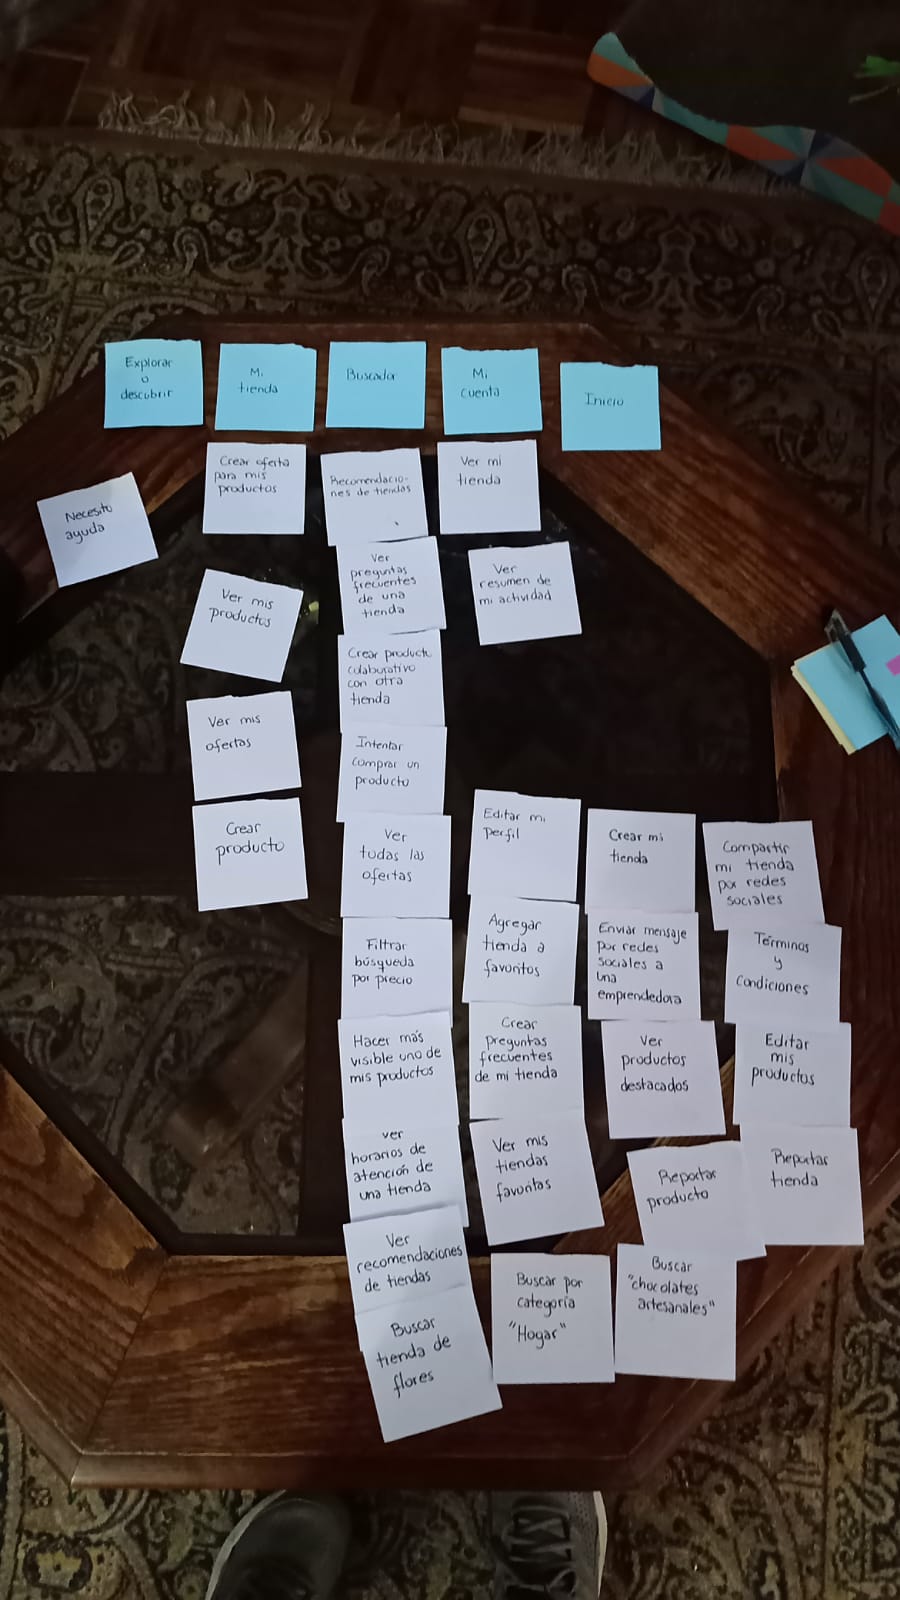 Explorar
o
descubrir
Mi
tienda
Buscador
Mi
cuenta
Inicio
Necesito
ayuda
Crear oferta
para mis
productos
Ver mis
productos
Ver mis
ofertas
Crear
producto
Recomendacio-
nes de tiendas
Ver
preguntas
frecuentes
de una
tienda
Crear producto
colaborativo
con otra
tienda
Intentar
comprar un
producto
Ver
todas las
ofertas
Filtrar
búsqueda
por precio
Hacer más
visible uno de
mis productos
ver
horarios de
atención de
una tienda
Ver
recomendaciones
de tiendas
Buscar
tienda de
flores
Ver mi
tienda
Ver
resumen de
mi actividad
Editar mi
perfil
Agregar
tienda a
favoritos
Crear
preguntas
frecuentes
de mi tienda
Ver mis
tiendas
favoritas
Buscar por
categoría
"Hogar"
Crear mi
tienda
Enviar mensaje
por redes
sociales a
una
emprendedora
Ver
productos
destacados
Reportar
producto
Buscar
"chocolates
artesanales"
Compartir
mi tienda
por redes
sociales
Términos
y
condiciones
Editar
mis
productos
Reportar
tienda